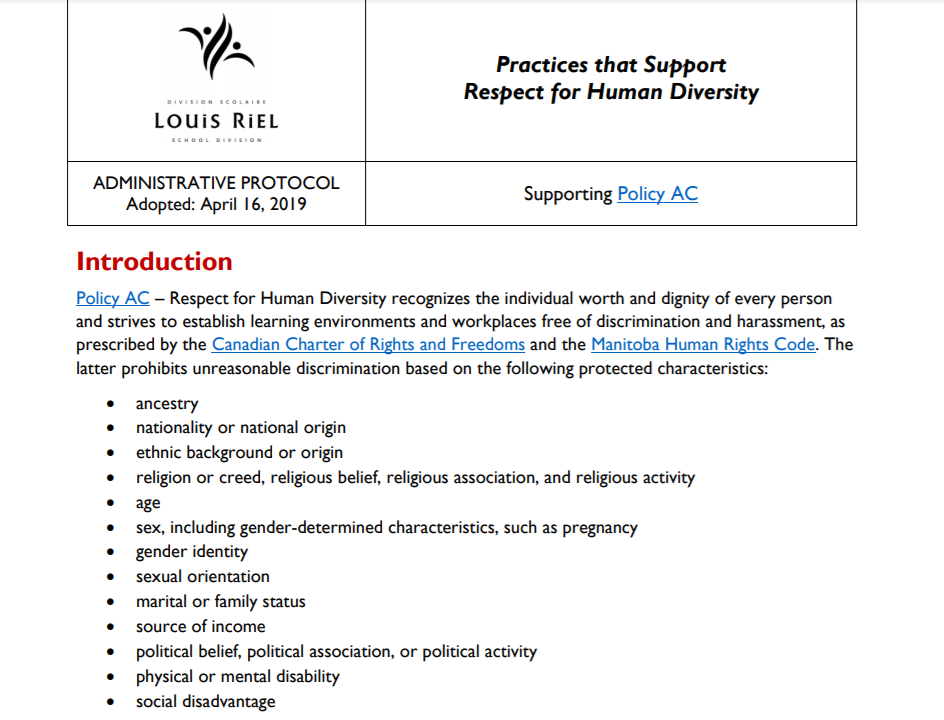 DIVISION SCOLAIRE
LOUiS RiEL
SCHOOL DIVISION
Practices that Support
Respect for Human Diversity
ADMINISTRATIVE PROTOCOL
Adopted: April 16, 2019
Supporting Policy AC
Introduction
Policy AC – Respect for Human Diversity recognizes the individual worth and dignity of every person
and strives to establish learning environments and workplaces free of discrimination and harassment, as
prescribed by the Canadian Charter of Rights and Freedoms and the Manitoba Human Rights Code. The
latter prohibits unreasonable discrimination based on the following protected characteristics:
• ancestry
• nationality or national origin
• ethnic background or origin
• religion or creed, religious belief, religious association, and religious activity
• age
• sex, including gender-determined characteristics, such as pregnancy
• gender identity
• sexual orientation
• marital or family status
• source of income
• political belief, political association, or political activity
• physical or mental disability
• social disadvantage